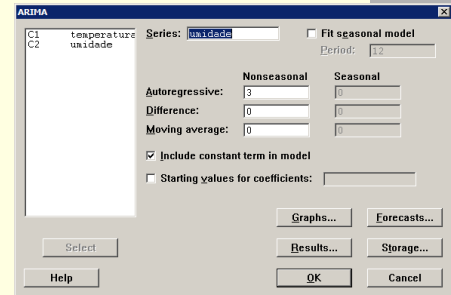 ARIMA
C1 temperatura
C2 umidade
Series: umidade
Fit seasonal model
Period: 12
Nonseasonal Seasonal
Autoregressive: 3 0
Difference: 0 0
Moving average: 0 0
Include constant term in model
Starting values for coefficients:
Graphs... Forecasts...
Select Results... Storage...
Help OK Cancel